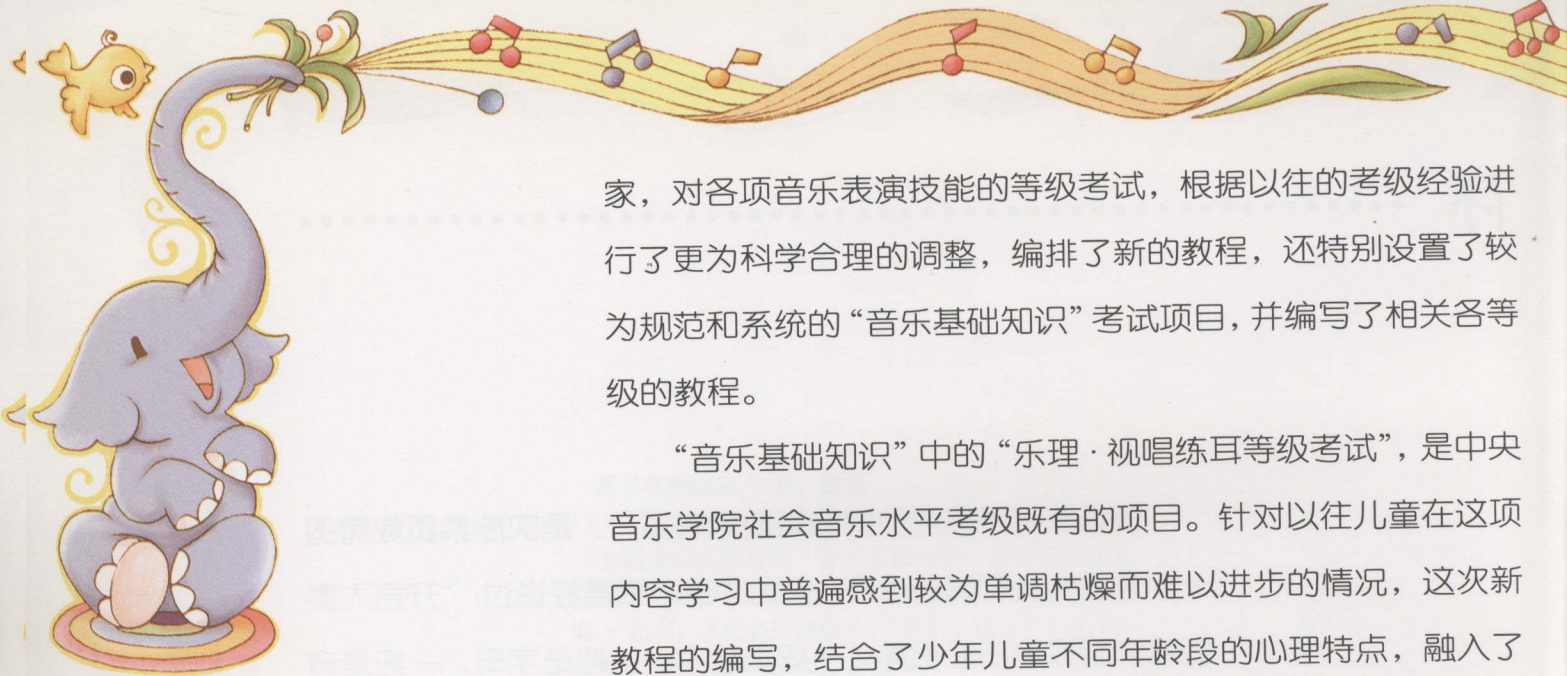 家，对各项音乐表演技能的等级考试，根据以往的考级经验进
行了更为科学合理的调整，编排了新的教程，还特别设置了较
为规范和系统的“音乐基础知识”考试项目，并编写了相关各等
级的教程。
“音乐基础知识”中的“乐理·视唱练耳等级考试”，是中央
音乐学院社会音乐水平考级既有的项目。针对以往儿童在这项
内容学习中普遍感到较为单调枯燥而难以进步的情况，这次新
教程的编写，结合了少年儿童不同年龄段的心理特点，融入了